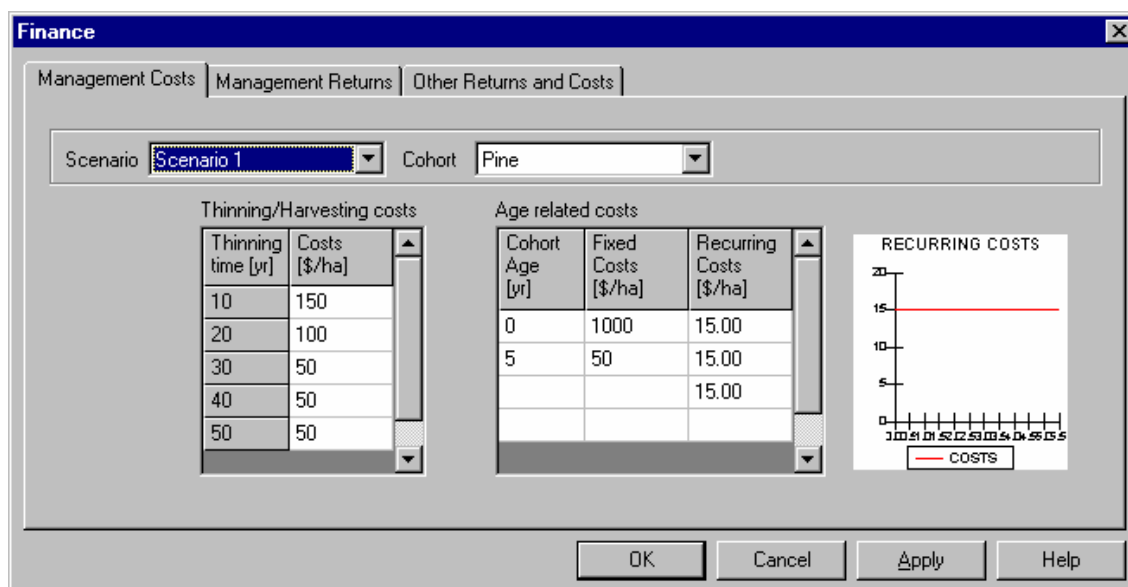 Finance
Management Costs Management Returns Other Returns and Costs
Scenario Scenario 1 Cohort Pine
Thinning/Harvesting costs
Thinning Costs
time [yr] [$/ha]
10 150
20 100
30 50
40 50
50 50
Age related costs
Cohort Fixed Recurring
Age Costs Costs
[yr] [$/ha] [$/ha]
0 1000 15.00
5 50 15.00
15.00
RECURRING COSTS
20
15
10
5
0
COSTS
OK Cancel Apply Help